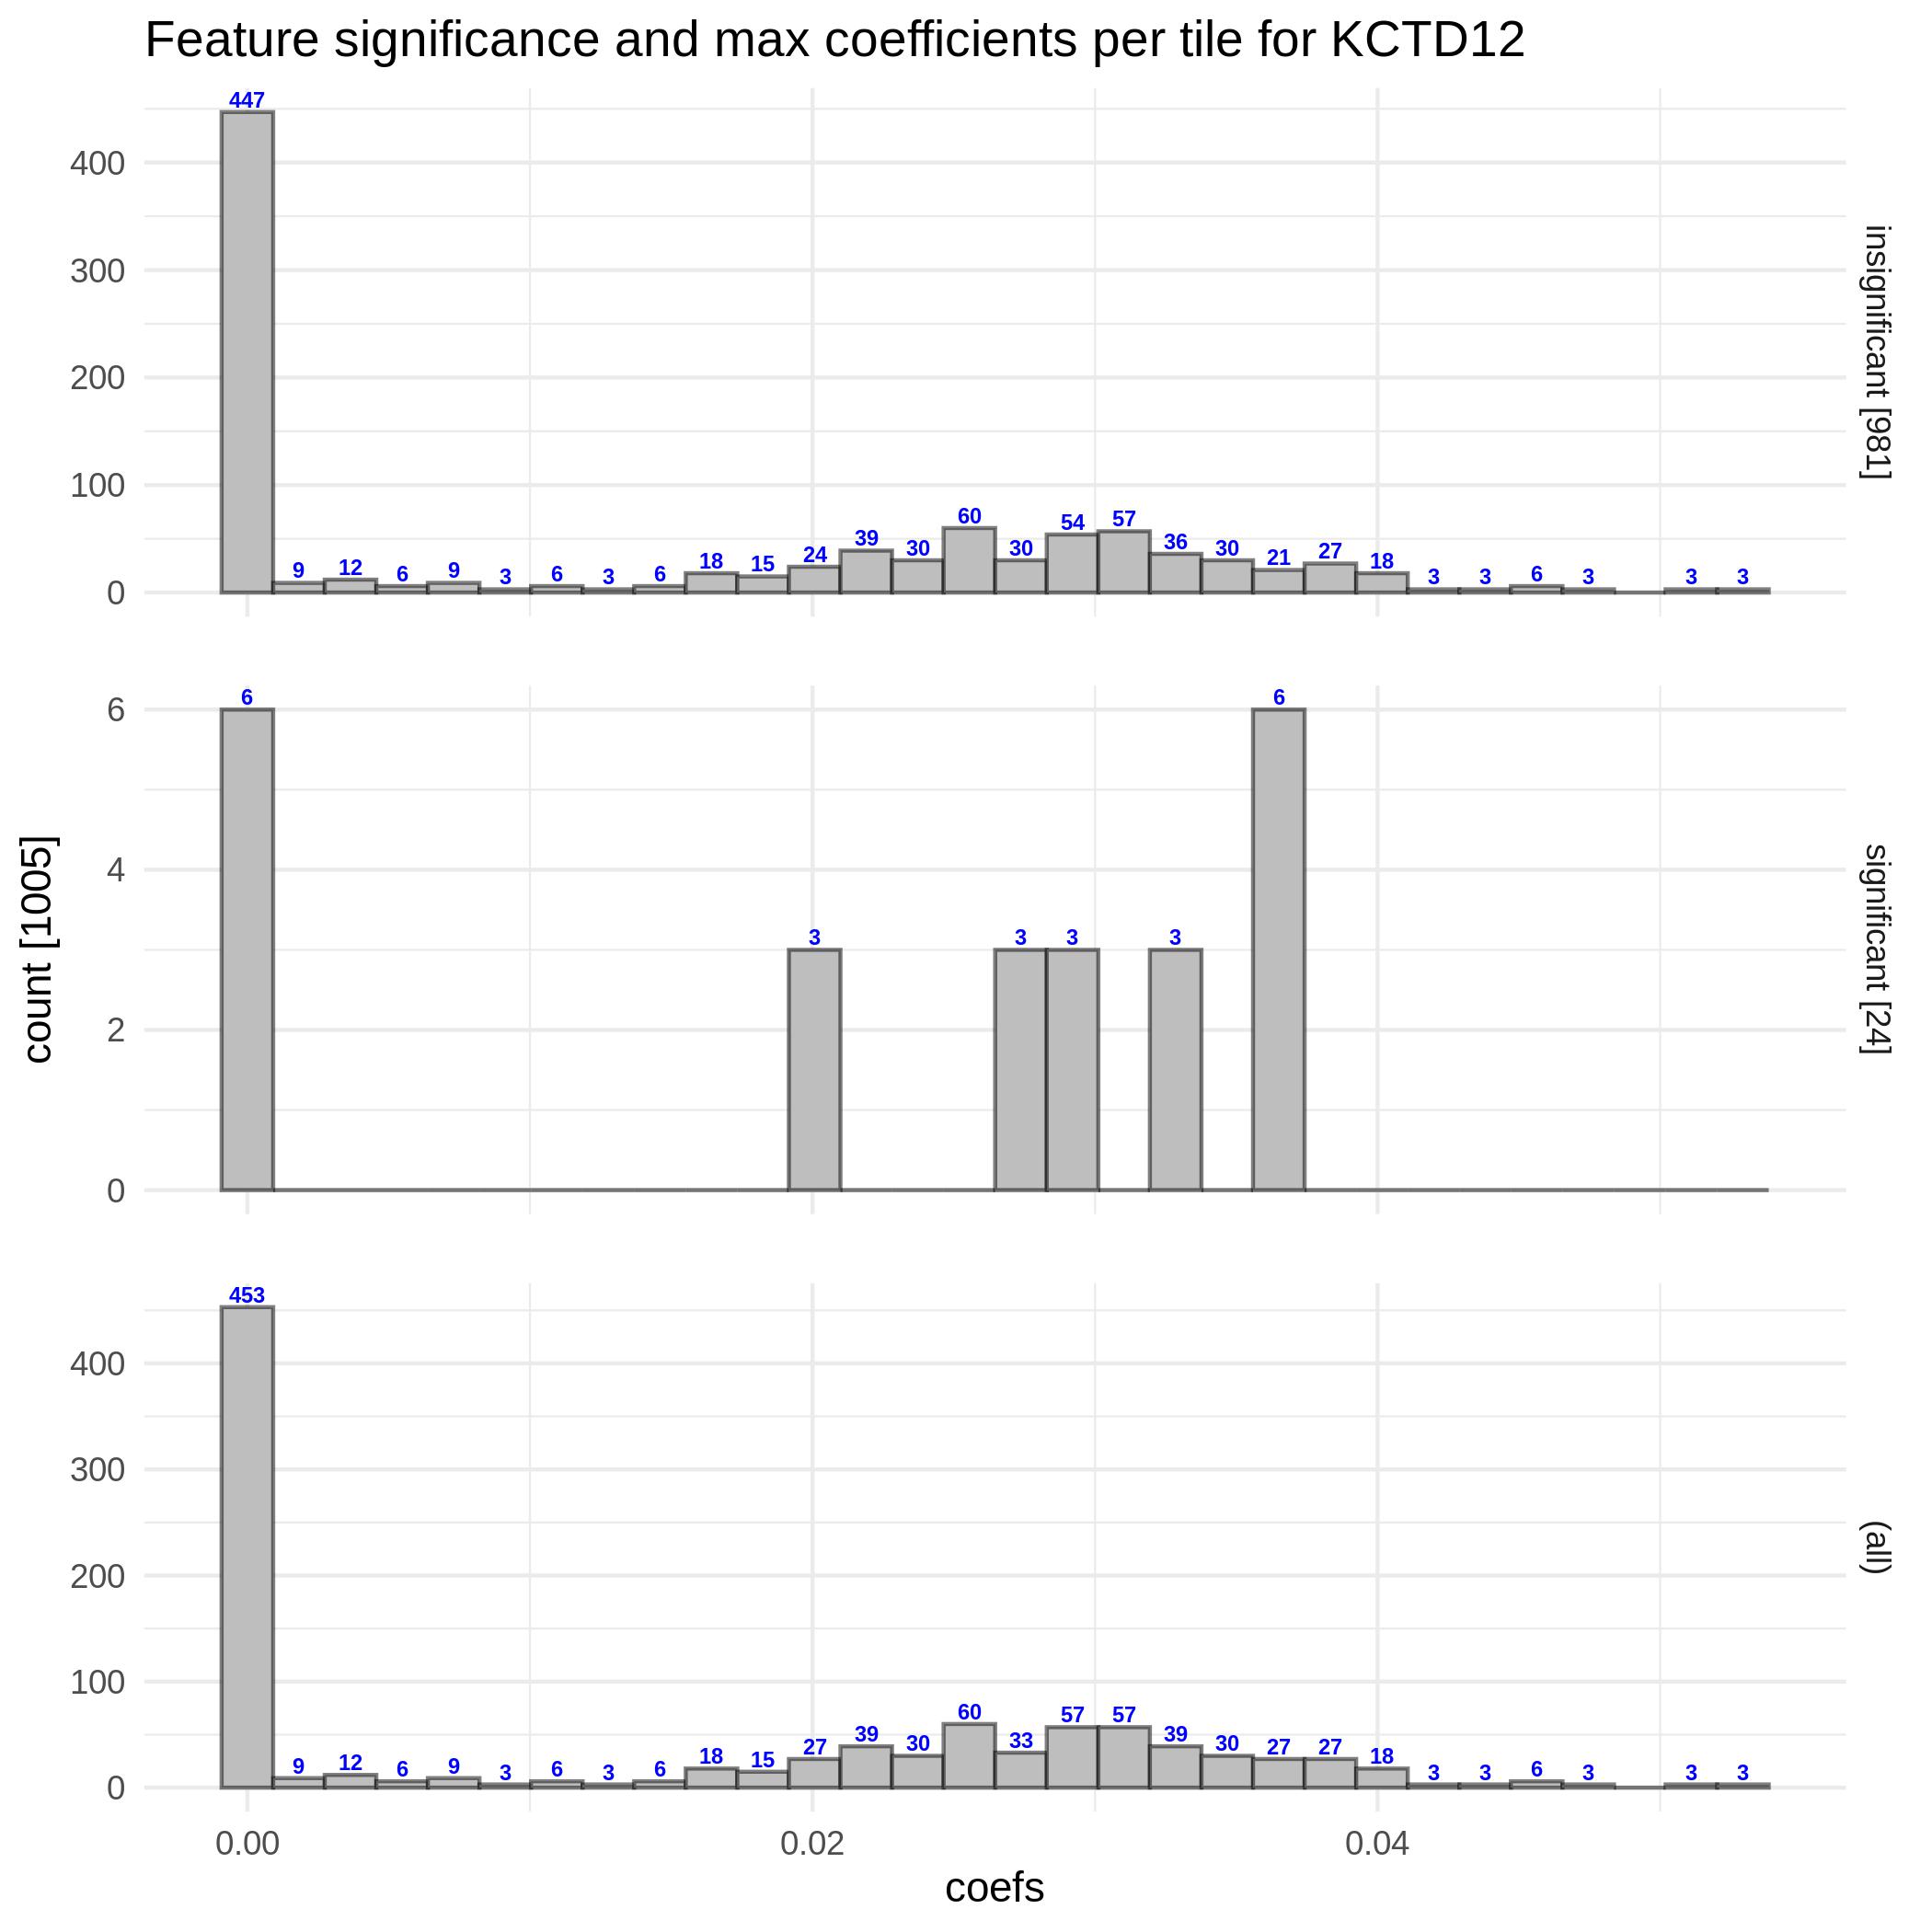 Feature significance and max coefficients per tile for KCTD12
447
9 12 6 9 3 6 3 6 18 15 24 39 30 60 30 54 57 36 30 21 27 18 3 3 6 3 3 3
400
300
200
100
0
insignificant [981]
6 3 3 3 3 6
6
4
2
0
significant [24]
count [1005]
453
9 12 6 9 3 6 3 6 18 15 27 39 30 60 33 57 57 39 30 27 27 18 3 3 6 3 3 3
400
300
200
100
0
(all)
0.00 0.02 0.04
coefs